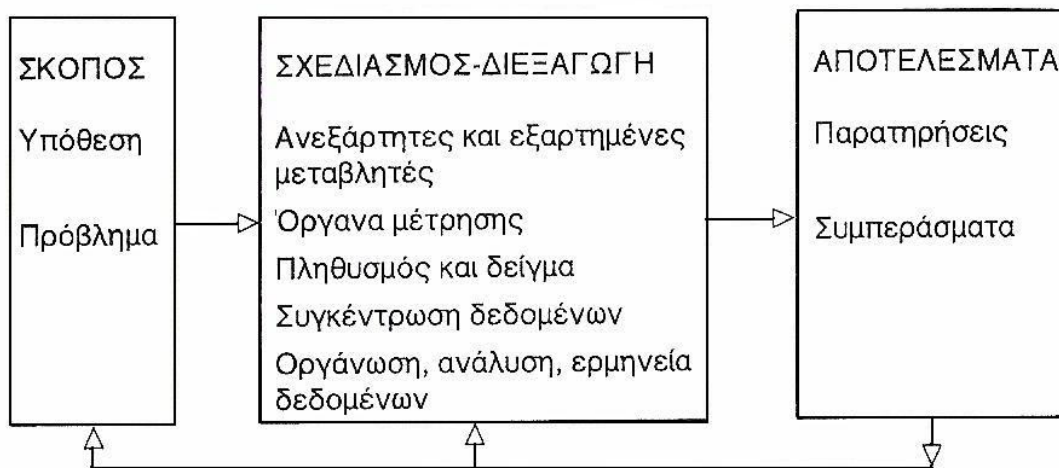 ΣΚΟΠΟΣ
Υπόθεση
Πρόβλημα
ΣΧΕΔΙΑΣΜΟΣ-ΔΙΕΞΑΓΩΓΗ
Ανεξάρτητες και εξαρτημένες
μεταβλητές
Όργανα μέτρησης
Πληθυσμός και δείγμα
Συγκέντρωση δεδομένων
Οργάνωση, ανάλυση, ερμηνεία
δεδομένων
ΑΠΟΤΕΛΕΣΜΑΤΑ
Παρατηρήσεις
Συμπεράσματα